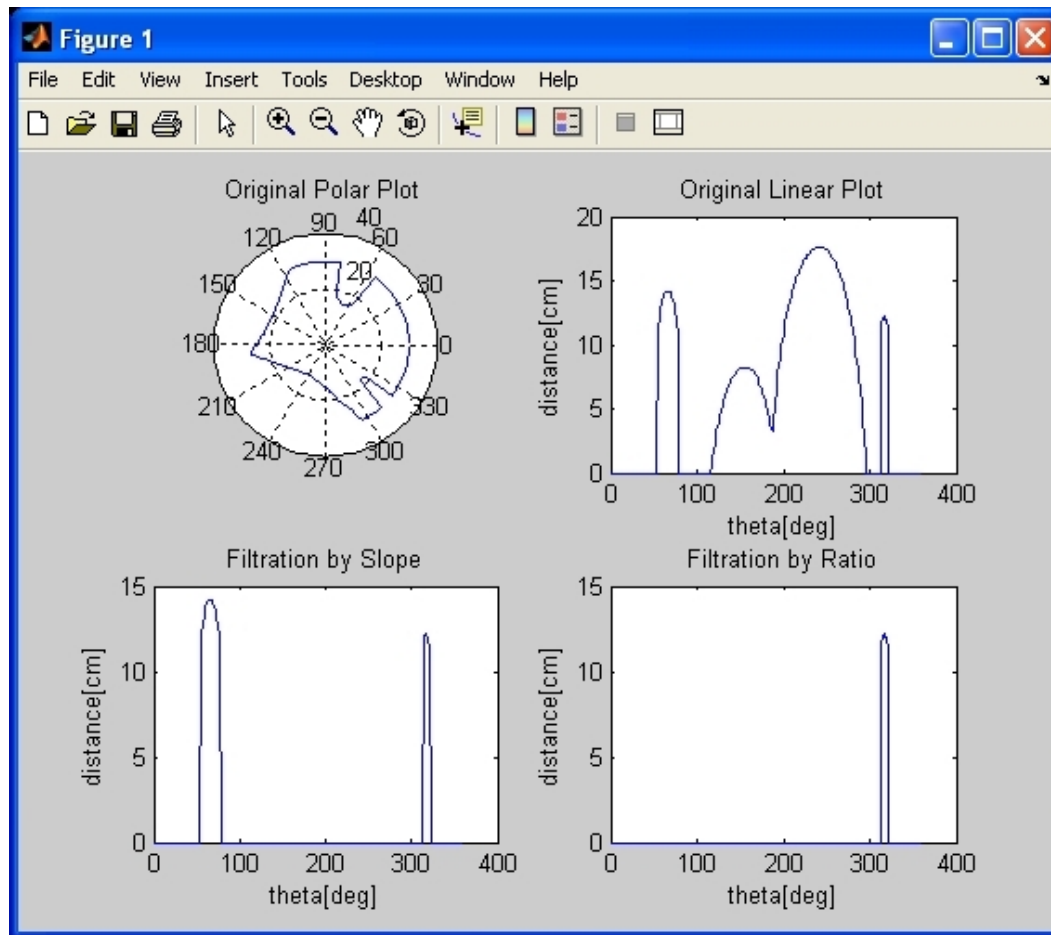 Figure 1
File Edit View Insert Tools Desktop Window Help
Original Polar Plot
90
40
120
60
20
150
30
180
0
210
330
240
300
270
Original Linear Plot
20
15
10
5
0
distance[cm]
0 100 200 300 400
theta[deg]
Filtration by Slope
15
10
5
0
distance[cm]
0 100 200 300 400
theta[deg]
Filtration by Ratio
15
10
5
0
distance[cm]
0 100 200 300 400
theta[deg]